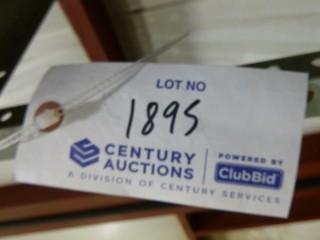 LOT NO
1895
CENTURY AUCTIONS
POWERED BY
ClubBid
A DIVISION OF CENTURY SERVICES